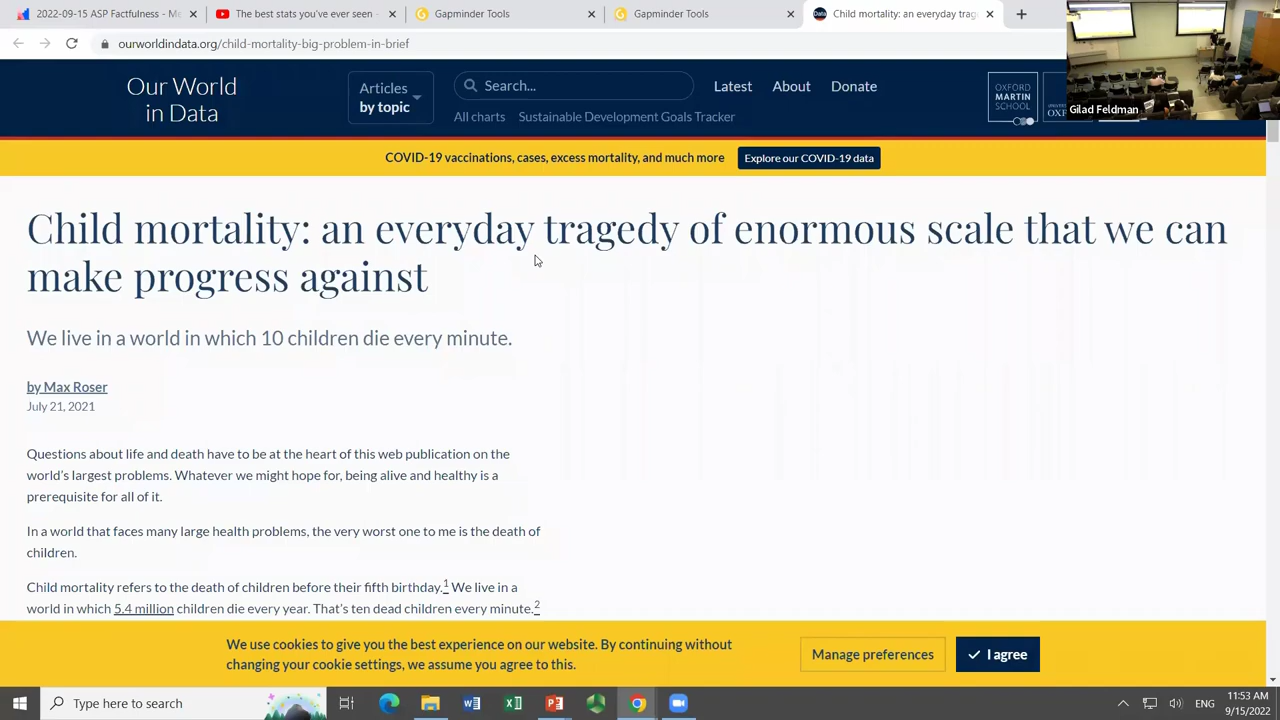 2022-09-15 ASP Fastfulness - Me
The best stats you've ever seen
Gapminder Tools
Gapminder Tools
Child mortality: an everyday trag
ourworldindata.org/child-mortality-big-problem-in-brief
Gilad Feldman
Our World
in Data
Articles
by topic
Search...
Latest
About
Donate
All charts
Sustainable Development Goals Tracker
OXFORD
MARTIN
SCHOOL
COVID-19 vaccinations, cases, excess mortality, and much more
Explore our COVID-19 data
Child mortality: an everyday tragedy of enormous scale that we can
make progress against
We live in a world in which 10 children die every minute.
by Max Roser
July 21, 2021
Questions about life and death have to be at the heart of this web publication on the
world's largest problems. Whatever we might hope for, being alive and healthy is a
prerequisite for all of it.
In a world that faces many large health problems, the very worst one to me is the death of
children.
Child mortality refers to the death of children before their fifth birthday.1 We live in a
world in which 5.4 million children die every year. That's ten dead children every minute.2
We use cookies to give you the best experience on our website. By continuing without
changing your cookie settings, we assume you agree to this.
Manage preferences
I agree
Type here to search
ENG
11:53 AM
9/15/2022